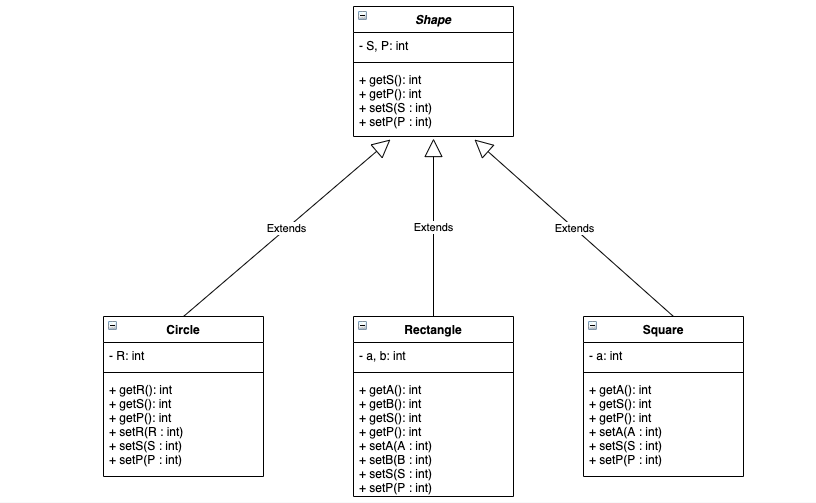 Shape
- S, P: int
+ getS(): int
+ getP(): int
+ setS(S : int)
+ setP(P : int)
Extends
Extends
Extends
Circle
- R: int
+ getR(): int
+ getS(): int
+ getP(): int
+ setR(R : int)
+ setS(S : int)
+ setP(P : int)
Rectangle
- a, b: int
+ getA(): int
+ getB(): int
+ getS(): int
+ getP(): int
+ setA(A : int)
+ setB(B : int)
+ setS(S : int)
+ setP(P : int)
Square
- a: int
+ getA(): int
+ getS(): int
+ getP(): int
+ setA(A : int)
+ setS(S : int)
+ setP(P : int)